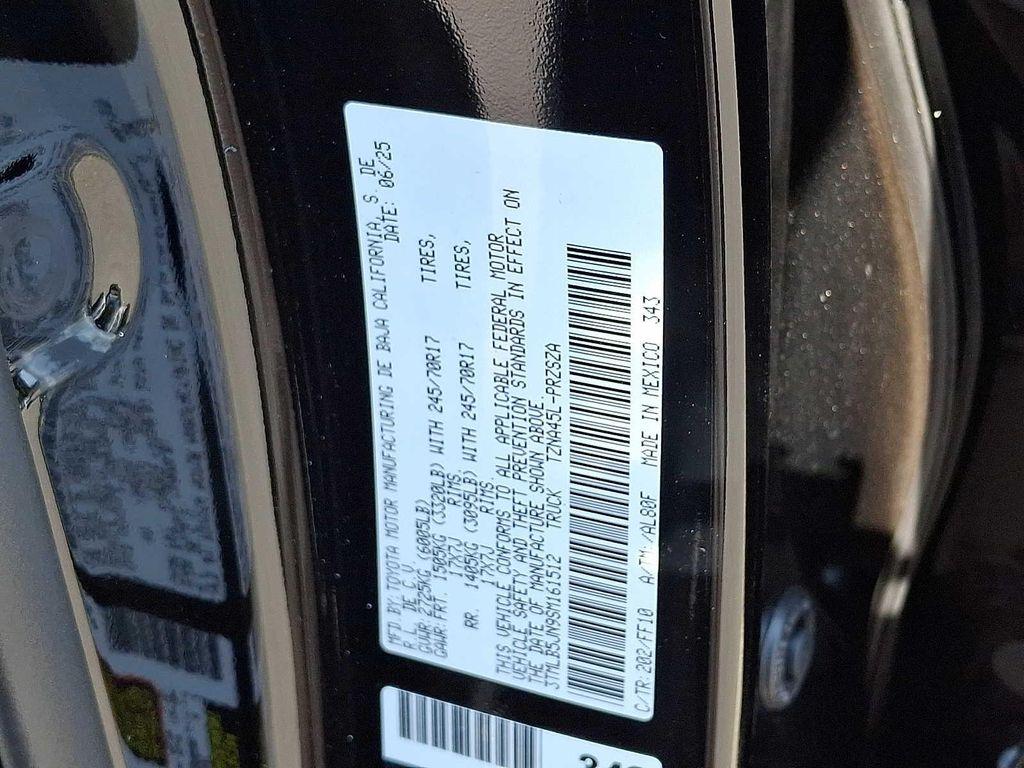 MFD.BY:TOYOTA MOTOR MANUFACTURING DE BAJA CALIFORNIA,S. DE
R.L. DE C.V. DATE: 06/25
GVWR:2725KG (6005LB)
GAWR:FRT. 1505KG (3320LB) WITH 245/70R17 TIRES,
17X7J RIMS
RR. 1405KG (3095LB) WITH 245/70R17 TIRES,
17X7J RIMS
THIS VEHICLE CONFORMS TO ALL APPLICABLE FEDERAL MOTOR
VEHICLE SAFETY AND THEFT PREVENTION STANDARDS IN EFFECT ON
THE DATE OF MANUFACTURE SHOWN ABOVE.
3TMLB5JN9SM161512 TRUCK TZNA45L-PRZSZA
C/TR:202/FF10 A/TM:/AL80F MADE IN MEXICO 343